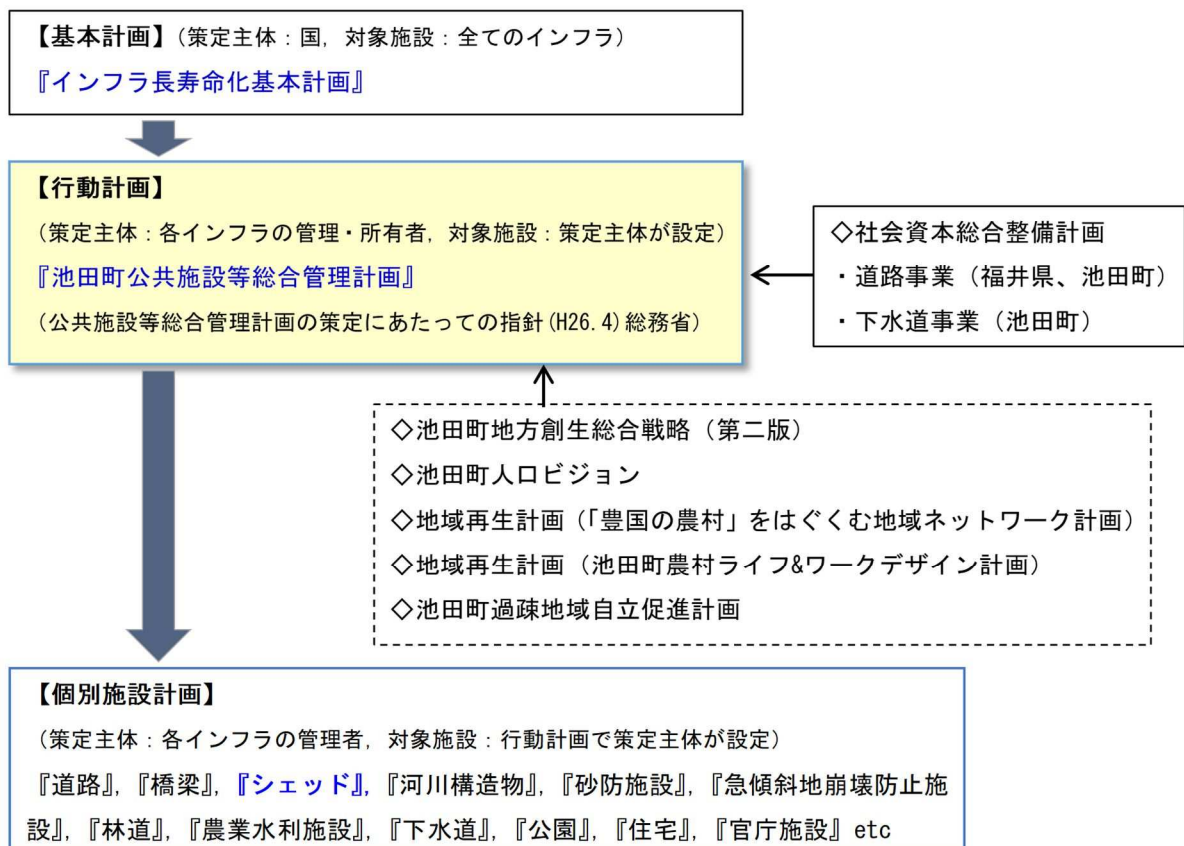 【基本計画】（策定主体：国，対象施設：全てのインフラ）
『インフラ長寿命化基本計画』
【行動計画】
（策定主体：各インフラの管理・所有者，対象施設：策定主体が設定）
『池田町公共施設等総合管理計画』
（公共施設等総合管理計画の策定にあたっての指針(H26.4)総務省）
◇社会資本総合整備計画
・道路事業（福井県、池田町）
・下水道事業（池田町）
◇池田町地方創生総合戦略（第二版）
◇池田町人口ビジョン
◇地域再生計画（「豊国の農村」をはぐくむ地域ネットワーク計画）
◇地域再生計画（池田町農村ライフ&ワークデザイン計画）
◇池田町過疎地域自立促進計画
【個別施設計画】
（策定主体：各インフラの管理者，対象施設：行動計画で策定主体が設定）
『道路』，『橋梁』，『シェッド』，『河川構造物』，『砂防施設』，『急傾斜地崩壊防止施
設』，『林道』，『農業水利施設』，『下水道』，『公園』，『住宅』，『官庁施設』etc